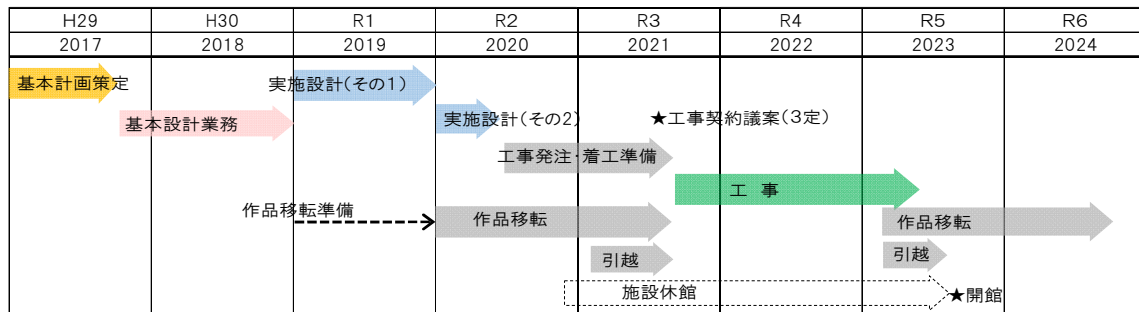 H29 H30 R1 R2 R3 R4 R5 R6
2017 2018 2019 2020 2021 2022 2023 2024
基本計画策定 実施設計(その1)
基本設計業務 実施設計(その2) ★工事契約議案(3定)
工事発注・着工準備
工 事
作品移転準備 作品移転 作品移転
引越 引越
施設休館 ★開館